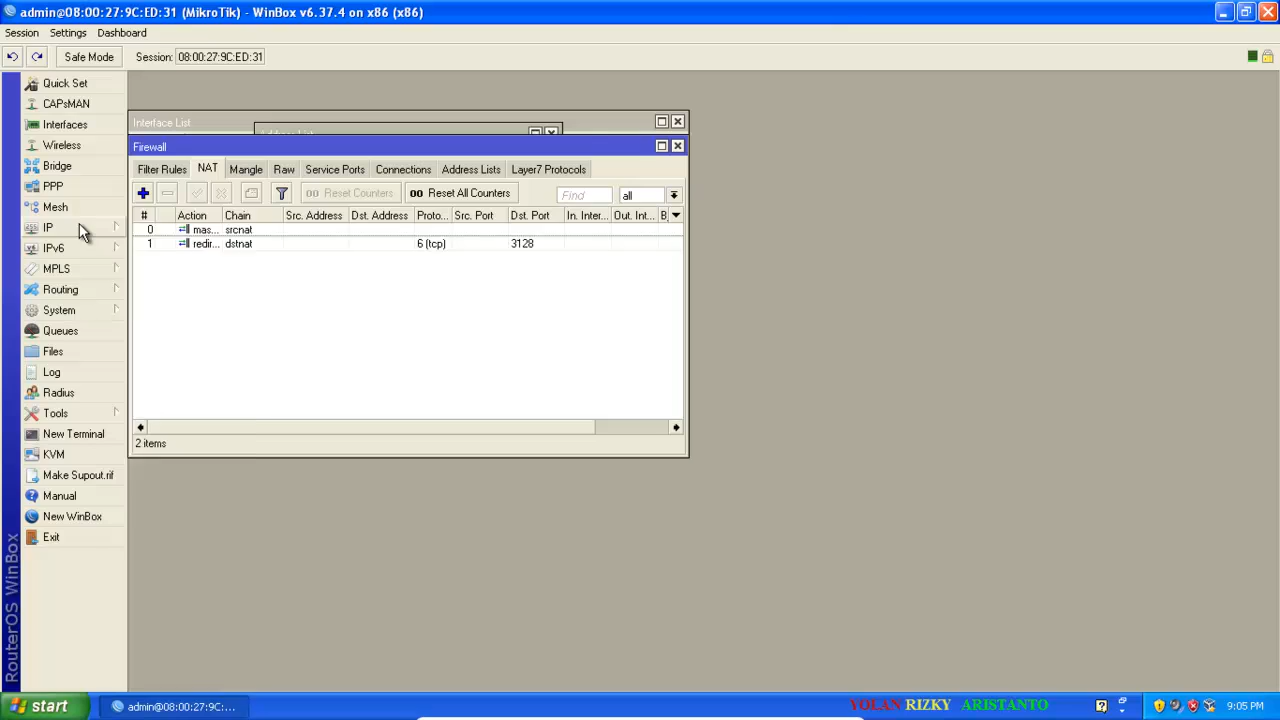 admin@08:00:27:9C:ED:31 (MikroTik) - WinBox v6.37.4 on x86 (x86)
Session Settings Dashboard
Safe Mode Session: 08:00:27:9C:ED:31
Quick Set
CAPsMAN
Interfaces
Wireless
Bridge
PPP
Mesh
IP
IPv6
MPLS
Routing
System
Queues
Files
Log
Radius
Tools
New Terminal
KVM
Make Supout.rif
Manual
New WinBox
Exit
RouterOS WinBox
Interface List
Firewall
Filter Rules NAT Mangle Raw Service Ports Connections Address Lists Layer7 Protocols
00 Reset Counters 00 Reset All Counters Find all
# Action Chain Src. Address Dst. Address Proto... Src. Port Dst. Port In. Inter... Out. Int... B
0 mas... srcnat
1 redir... dstnat 6 (tcp) 3128
2 items
start admin@08:00:27:9C:... YOLAN RIZKY ARISTANTO 9:05 PM